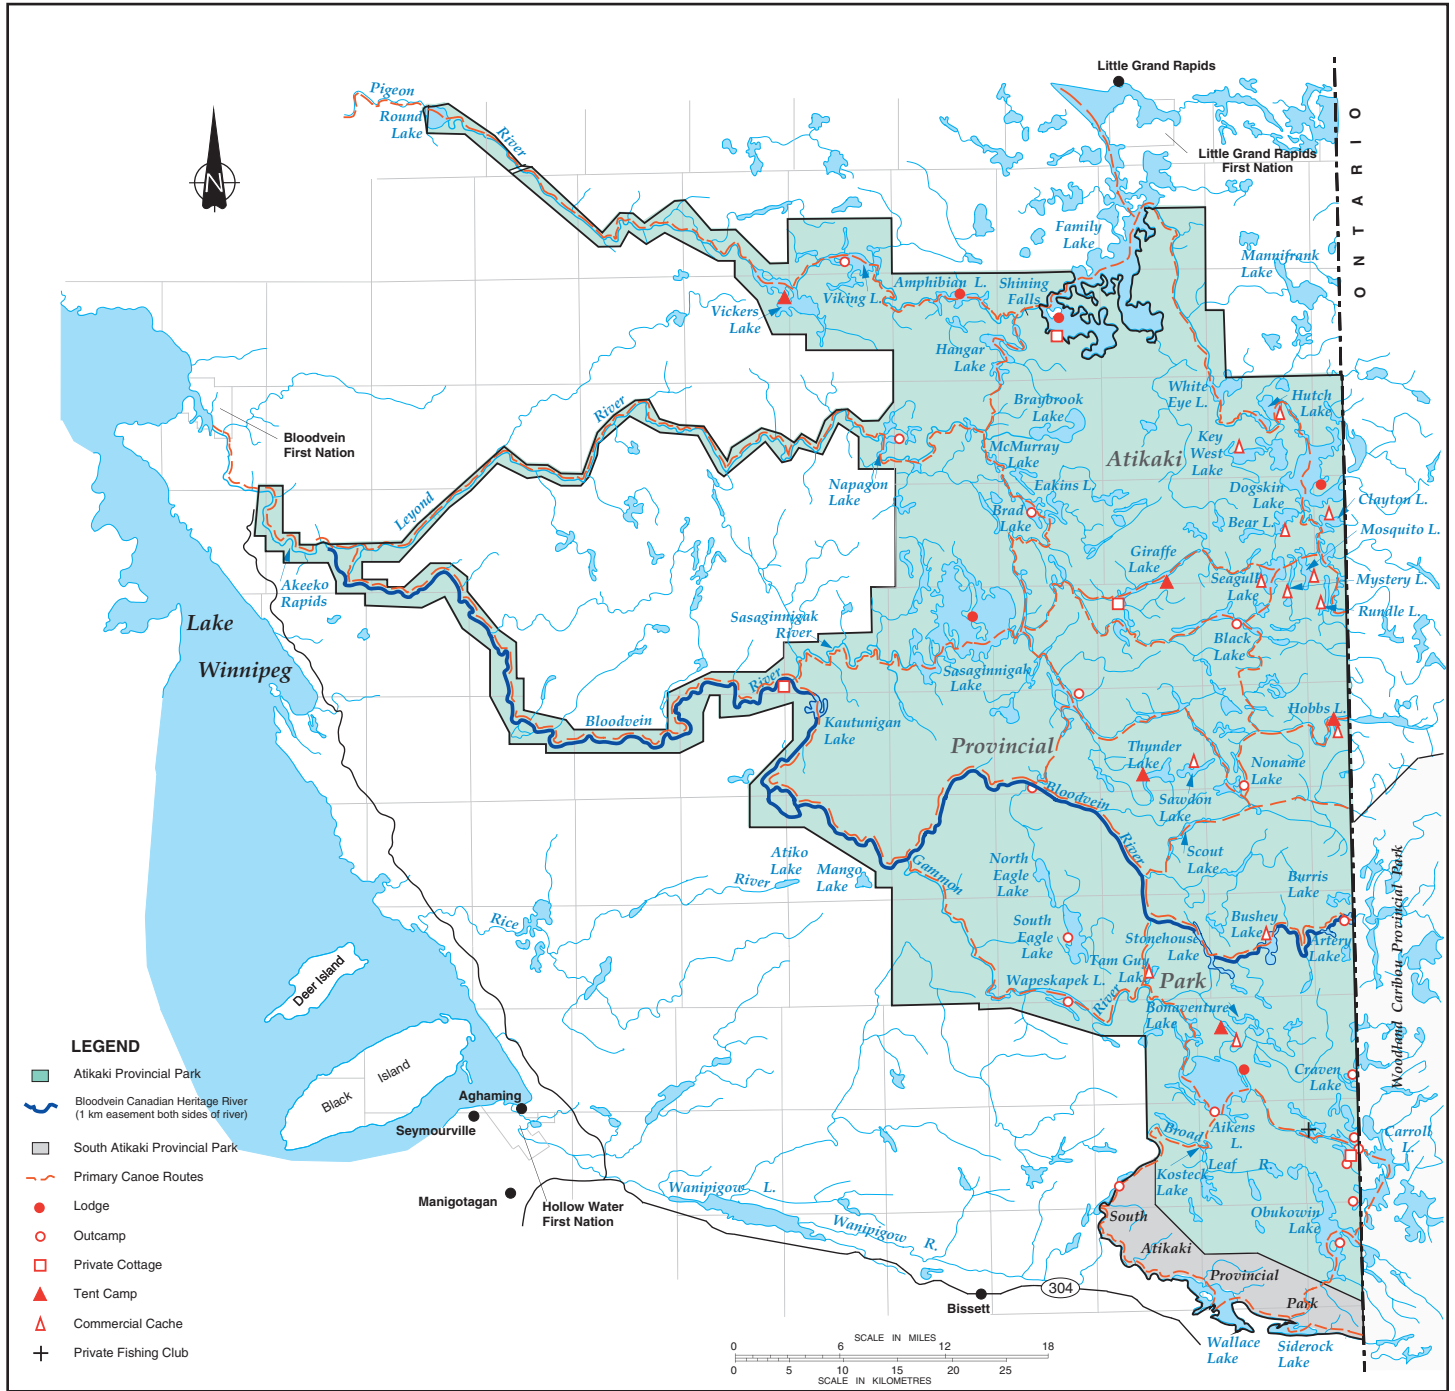 Little Grand Rapids
Pigeon
Round
Lake
River
Little Grand Rapids
First Nation
ONTARIO
N
Family
Lake
Mannifrank
Lake
Vickers
Lake
Viking L.
Amphibian L.
Shining
Falls
Hangar
Lake
White
Eye L.
Hutch
Lake
Braybrook
Lake
River
Bloodvein
First Nation
McMurray
Lake
Atikaki
Key
West
Lake
Napagon
Lake
Eakins L.
Dogskin
Lake
Clayton L.
Leyond
Brad
Lake
Bear L.
Mosquito L.
Akeeko
Rapids
Giraffe
Lake
Seagull
Lake
Mystery L.
Rundle L.
Lake
Winnipeg
Sasaginnigak
River
Black
Lake
Sasaginnigak
Lake
River
Bloodvein
Kautunigan
Lake
Hobbs L.
Provincial
Thunder
Lake
Noname
Lake
Bloodvein
Sawdon
Lake
River
Scout
Lake
Atiko
Lake
Mango
Lake
River
Gammon
North
Eagle
Lake
Burris
Lake
Rice
South
Eagle
Lake
Bushey
Lake
Stonehouse
Lake
Artery
Lake
Tam Guy
Lake
Wapeskapek L.
Park
River
Bonaventure
Lake
Woodland Caribou Provincial Park
Deer Island
Black
Island
Craven
Lake
Aghaming
Seymourville
Aikens
L.
Broad
Leaf R.
Carroll
L.
Kosteck
Lake
Manigotagan
Hollow Water
First Nation
Wanipigow L.
Wanipigow R.
Obukowin
Lake
South
Atikaki
Provincial
Park
304
Bissett
Wallace
Lake
Siderock
Lake
LEGEND
Atikaki Provincial Park
Bloodvein Canadian Heritage River
(1 km easement both sides of river)
South Atikaki Provincial Park
Primary Canoe Routes
Lodge
Outcamp
Private Cottage
Tent Camp
Commercial Cache
Private Fishing Club
SCALE IN MILES
0 6 12 18
0 5 10 15 20 25
SCALE IN KILOMETRES